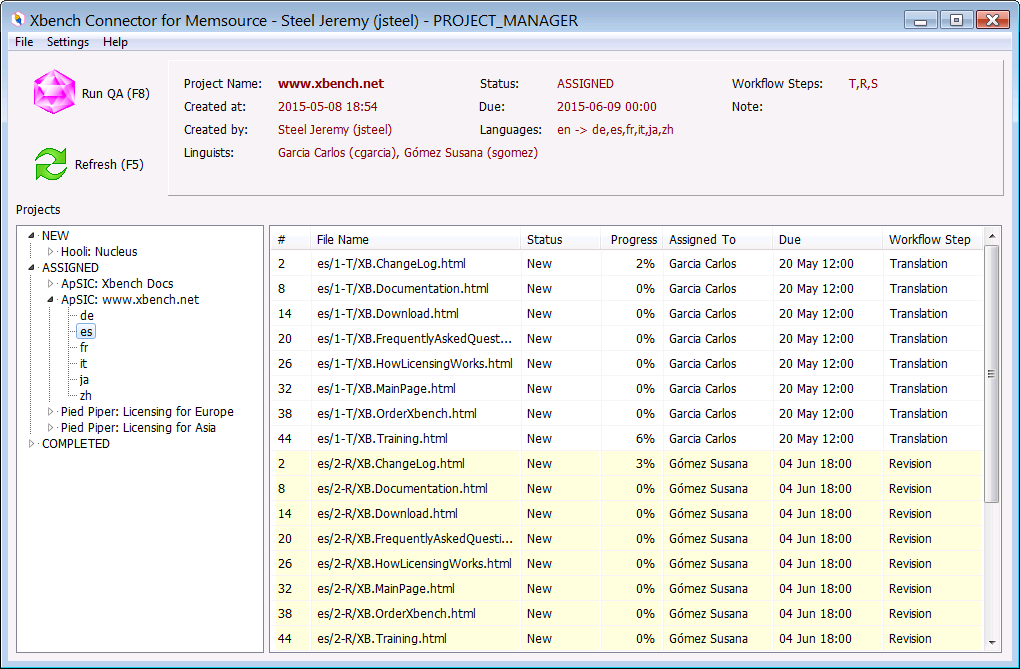 Xbench Connector for Memsource - Steel Jeremy (jsteel) - PROJECT_MANAGER
File Settings Help
Run QA (F8)
Refresh (F5)
Project Name: www.xbench.net Status: ASSIGNED Workflow Steps: T,R,S
Created at: 2015-05-08 18:54 Due: 2015-06-09 00:00 Note:
Created by: Steel Jeremy (jsteel) Languages: en -> de,es,fr,it,ja,zh
Linguists: Garcia Carlos (cgarcia), Gómez Susana (sgomez)
Projects
NEW
Hooli: Nucleus
ASSIGNED
ApSIC: Xbench Docs
ApSIC: www.xbench.net
de
es
fr
it
ja
zh
Pied Piper: Licensing for Europe
Pied Piper: Licensing for Asia
COMPLETED
# File Name Status Progress Assigned To Due Workflow Step
2 es/1-T/XB.ChangeLog.html New 2% Garcia Carlos 20 May 12:00 Translation
8 es/1-T/XB.Documentation.html New 0% Garcia Carlos 20 May 12:00 Translation
14 es/1-T/XB.Download.html New 0% Garcia Carlos 20 May 12:00 Translation
20 es/1-T/XB.FrequentlyAskedQuest... New 0% Garcia Carlos 20 May 12:00 Translation
26 es/1-T/XB.HowLicensingWorks.html New 0% Garcia Carlos 20 May 12:00 Translation
32 es/1-T/XB.MainPage.html New 0% Garcia Carlos 20 May 12:00 Translation
38 es/1-T/XB.OrderXbench.html New 0% Garcia Carlos 20 May 12:00 Translation
44 es/1-T/XB.Training.html New 6% Garcia Carlos 20 May 12:00 Translation
2 es/2-R/XB.ChangeLog.html New 3% Gómez Susana 04 Jun 18:00 Revision
8 es/2-R/XB.Documentation.html New 0% Gómez Susana 04 Jun 18:00 Revision
14 es/2-R/XB.Download.html New 0% Gómez Susana 04 Jun 18:00 Revision
20 es/2-R/XB.FrequentlyAskedQuesti... New 0% Gómez Susana 04 Jun 18:00 Revision
26 es/2-R/XB.HowLicensingWorks.html New 0% Gómez Susana 04 Jun 18:00 Revision
32 es/2-R/XB.MainPage.html New 0% Gómez Susana 04 Jun 18:00 Revision
38 es/2-R/XB.OrderXbench.html New 0% Gómez Susana 04 Jun 18:00 Revision
44 es/2-R/XB.Training.html New 0% Gómez Susana 04 Jun 18:00 Revision